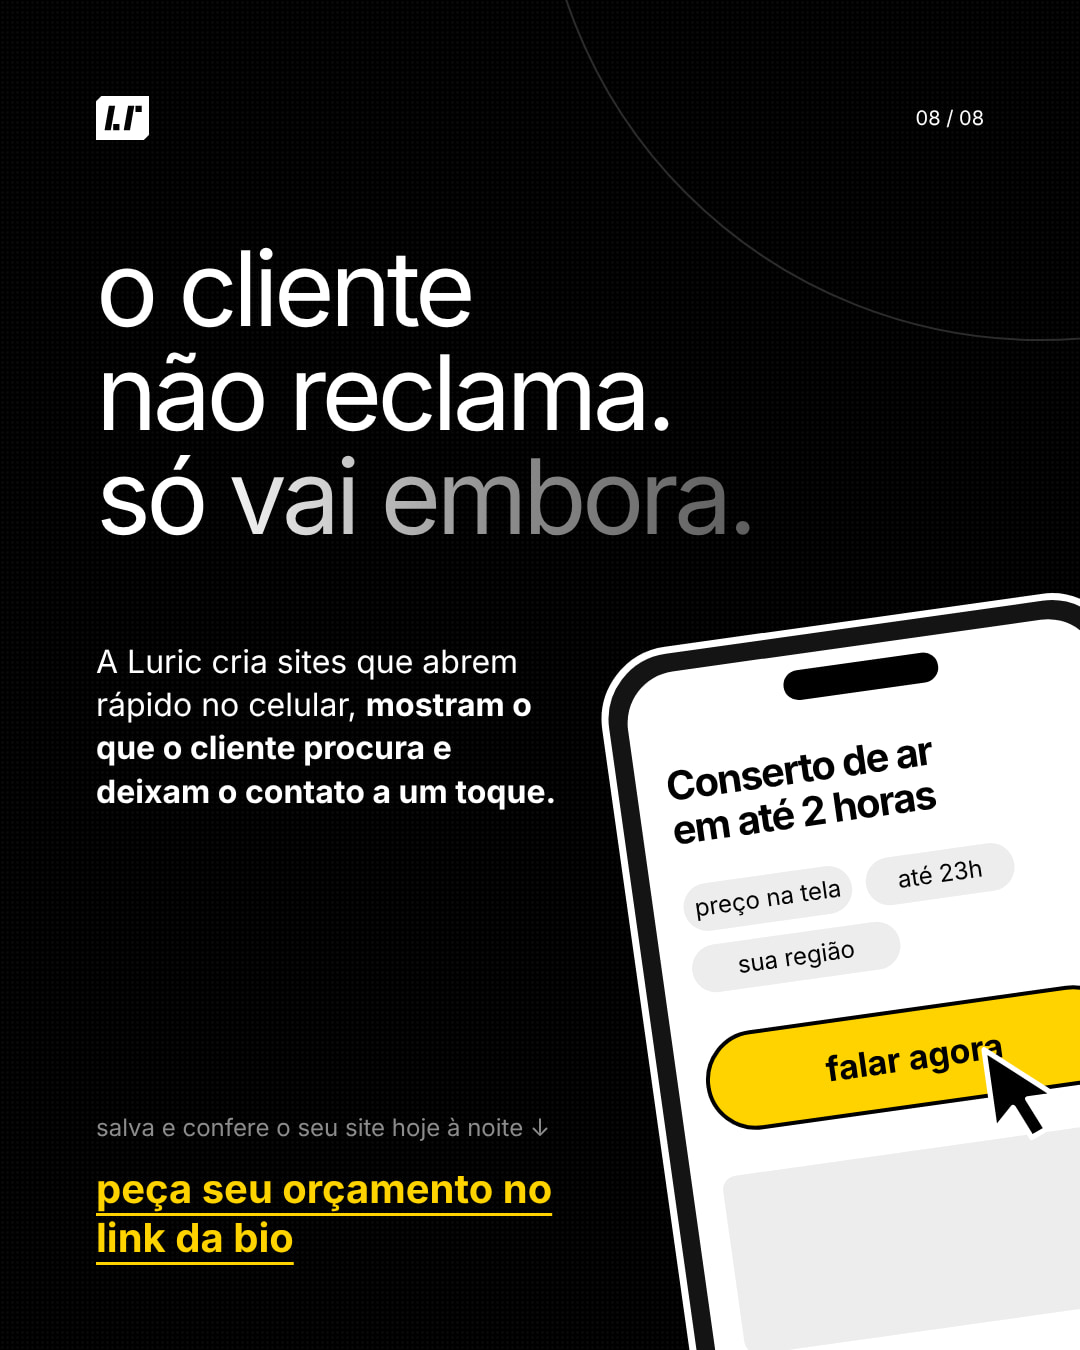 Lr
08 / 08
o cliente
não reclama.
só vai embora.
A Luric cria sites que abrem
rápido no celular, mostram o
que o cliente procura e
deixam o contato a um toque.
Conserto de ar
em até 2 horas
preço na tela
até 23h
sua região
falar agora
salva e confere o seu site hoje à noite ↓
peça seu orçamento no
link da bio